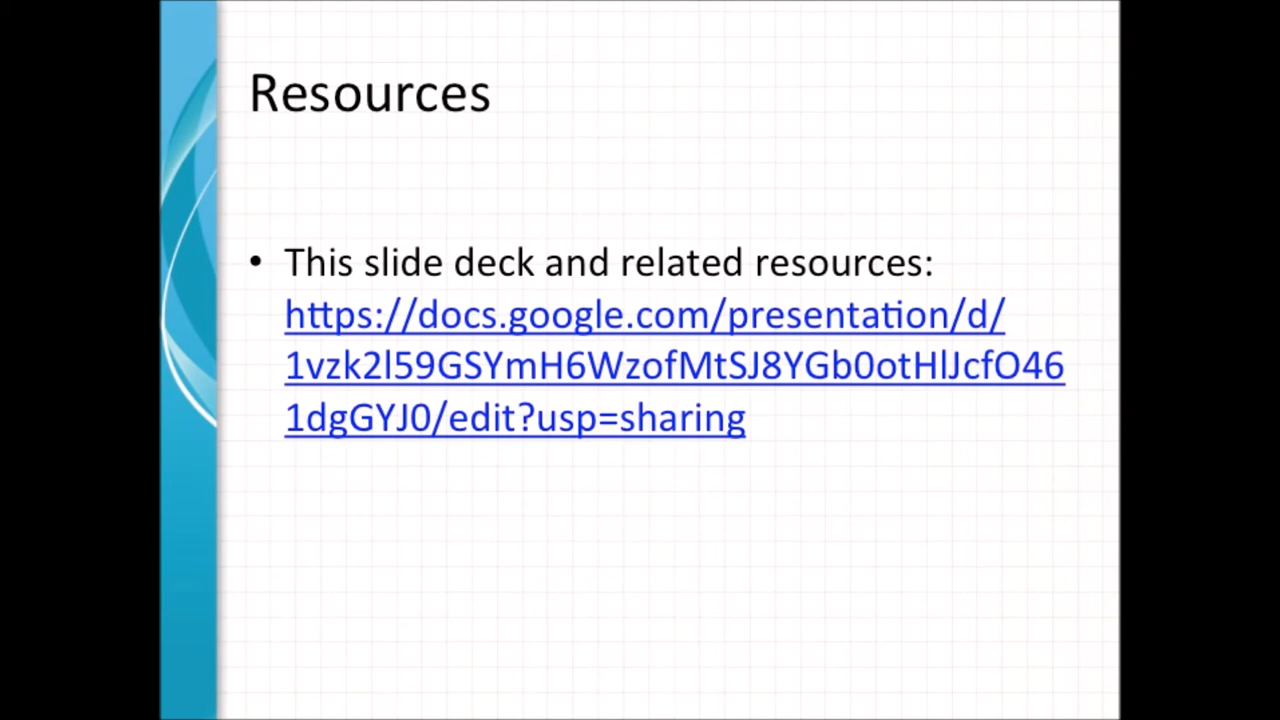 Resources
• This slide deck and related resources:
https://docs.google.com/presentation/d/
1vzk2l59GSYmH6WzofMtSJ8YGb0otHlJcfO46
1dgGYJ0/edit?usp=sharing